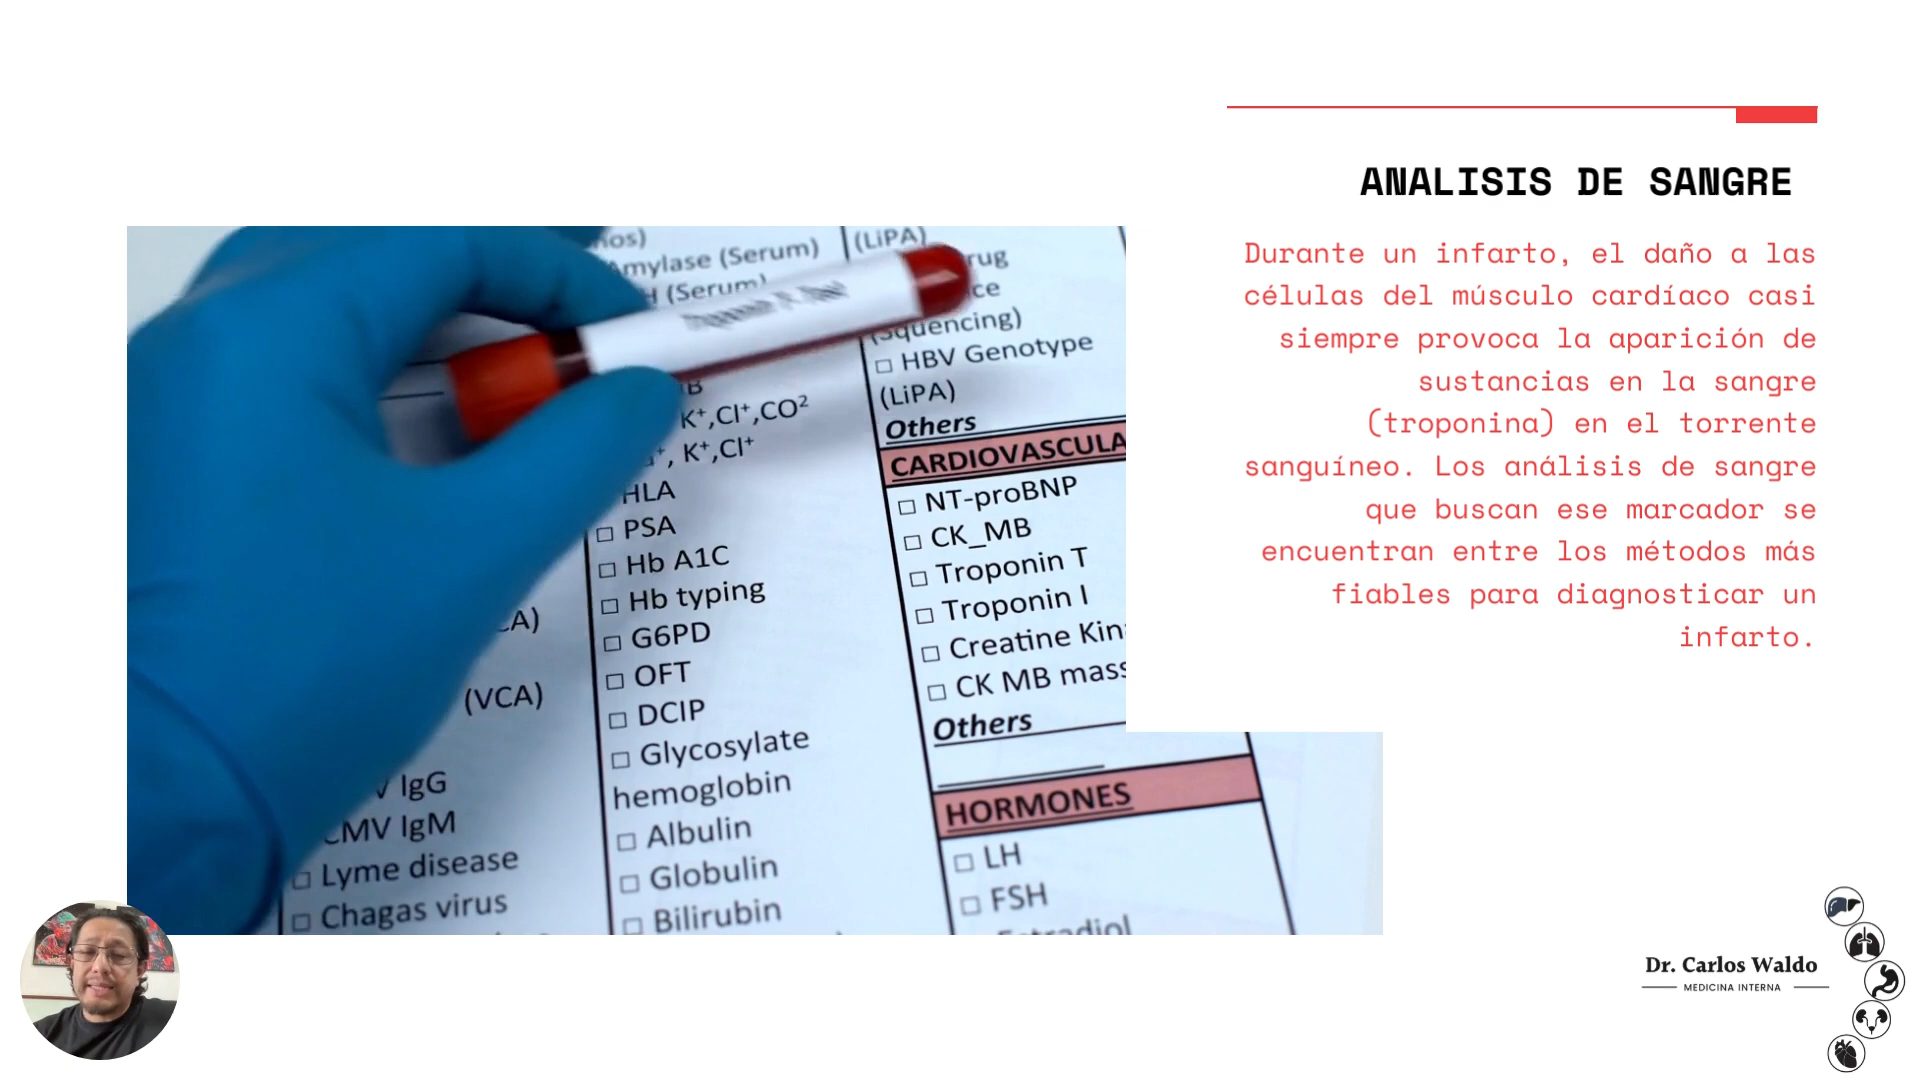 ANALISIS DE SANGRE
Durante un infarto, el daño a las
células del músculo cardíaco casi
siempre provoca la aparición de
sustancias en la sangre
(troponina) en el torrente
sanguíneo. Los análisis de sangre
que buscan ese marcador se
encuentran entre los métodos más
fiables para diagnosticar un
infarto.
(VCA)
IgG
CMV IgM
Lyme disease
Chagas virus
Amylase (Serum)
(Serum)
K⁺,Cl⁺,CO²
K⁺,Cl⁺
HLA
PSA
Hb A1C
Hb typing
G6PD
OFT
DCIP
Glycosylate
hemoglobin
Albulin
Globulin
Bilirubin
(LiPA)
HBV Genotype
(LiPA)
Others
CARDIOVASCULA
NT-proBNP
CK_MB
Troponin T
Troponin I
Creatine Kin
CK MB mass
Others
HORMONES
LH
FSH
Dr. Carlos Waldo
MEDICINA INTERNA